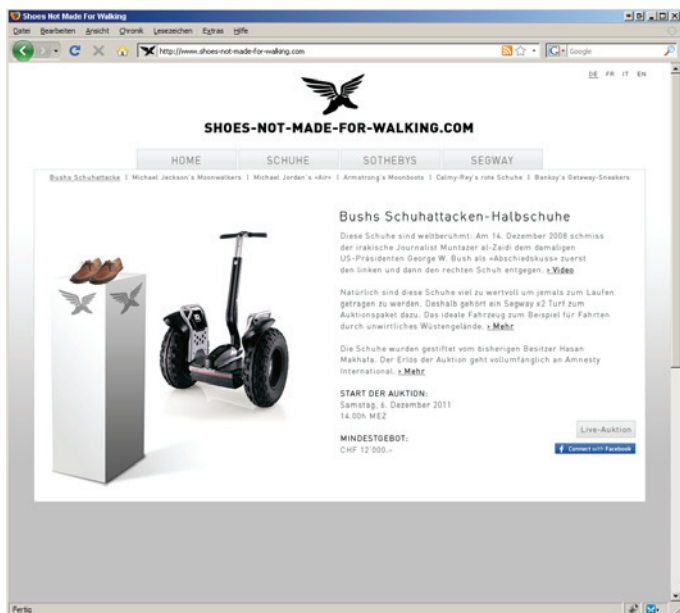 Shoes Not Made For Walking
Datei Bearbeiten Ansicht Chronik Lesezeichen Extras Hilfe
http://www.shoes-not-made-for-walking.com
Google
DE FR IT EN
SHOES-NOT-MADE-FOR-WALKING.COM
HOME SCHUHE SOTHEBYS SEGWAY
Bushs Schuhattacke | Michael Jackson's Moonwalkers | Michael Jordan's «Air» | Armstrong's Moonboots | Calmy-Rey's rote Schuhe | Banksy's Getaway-Sneakers
Bushs Schuhattacken-Halbschuhe
Diese Schuhe sind weltberühmt: Am 14. Dezember 2008 schmiss
der irakische Journalist Muntazer al-Zaidi dem damaligen
US-Präsidenten George W. Bush als «Abschiedskuss» zuerst
den linken und dann den rechten Schuh entgegen. › Video
Natürlich sind diese Schuhe viel zu wertvoll um jemals zum Laufen
getragen zu werden. Deshalb gehört ein Segway x2 Turf zum
Auktionspaket dazu. Das ideale Fahrzeug zum Beispiel für Fahrten
durch unwirtliches Wüstengelände. › Mehr
Die Schuhe wurden gestiftet vom bisherigen Besitzer Hasan
Makhafa. Der Erlös der Auktion geht vollumfänglich an Amnesty
International. › Mehr
START DER AUKTION:
Samstag, 6. Dezember 2011
14.00h MEZ
MINDESTGEBOT:
CHF 12'000.–
Live-Auktion
f Connect with Facebook
Fertig